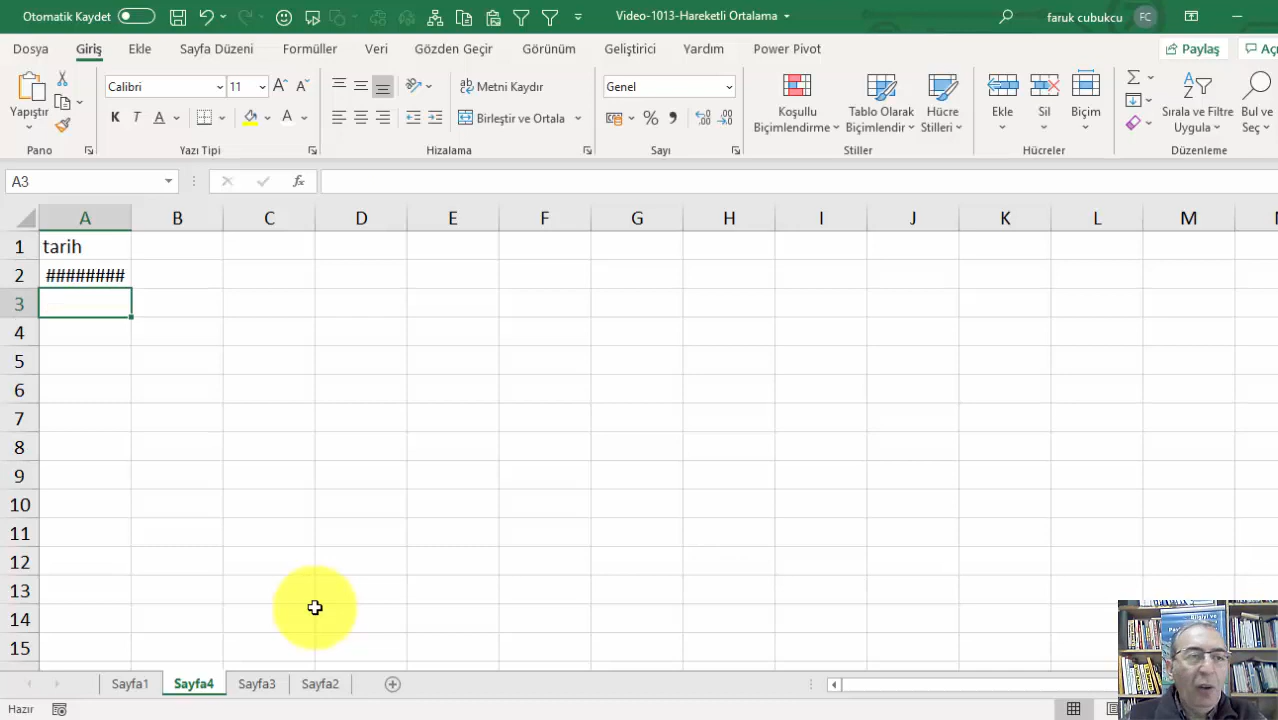 Otomatik Kaydet Video-1013-Hareketli Ortalama faruk cubukcu FC
Dosya Giriş Ekle Sayfa Düzeni Formüller Veri Gözden Geçir Görünüm Geliştirici Yardım Power Pivot Paylaş
Yapıştır
Pano
Calibri 11
K T A A
Yazı Tipi
ab Metni Kaydır
Birleştir ve Ortala
Hizalama
Genel
%
Sayı
Koşullu Biçimlendirme
Tablo Olarak Biçimlendir
Hücre Stilleri
Stiller
Ekle
Sil
Biçim
Hücreler
Sırala ve Filtre Uygula
Bul ve Seç
Düzenleme
A3 fx
A B C D E F G H I J K L M
1 tarih
2 ########
3
4
5
6
7
8
9
10
11
12
13
14
15
Sayfa1 Sayfa4 Sayfa3 Sayfa2
Hazır